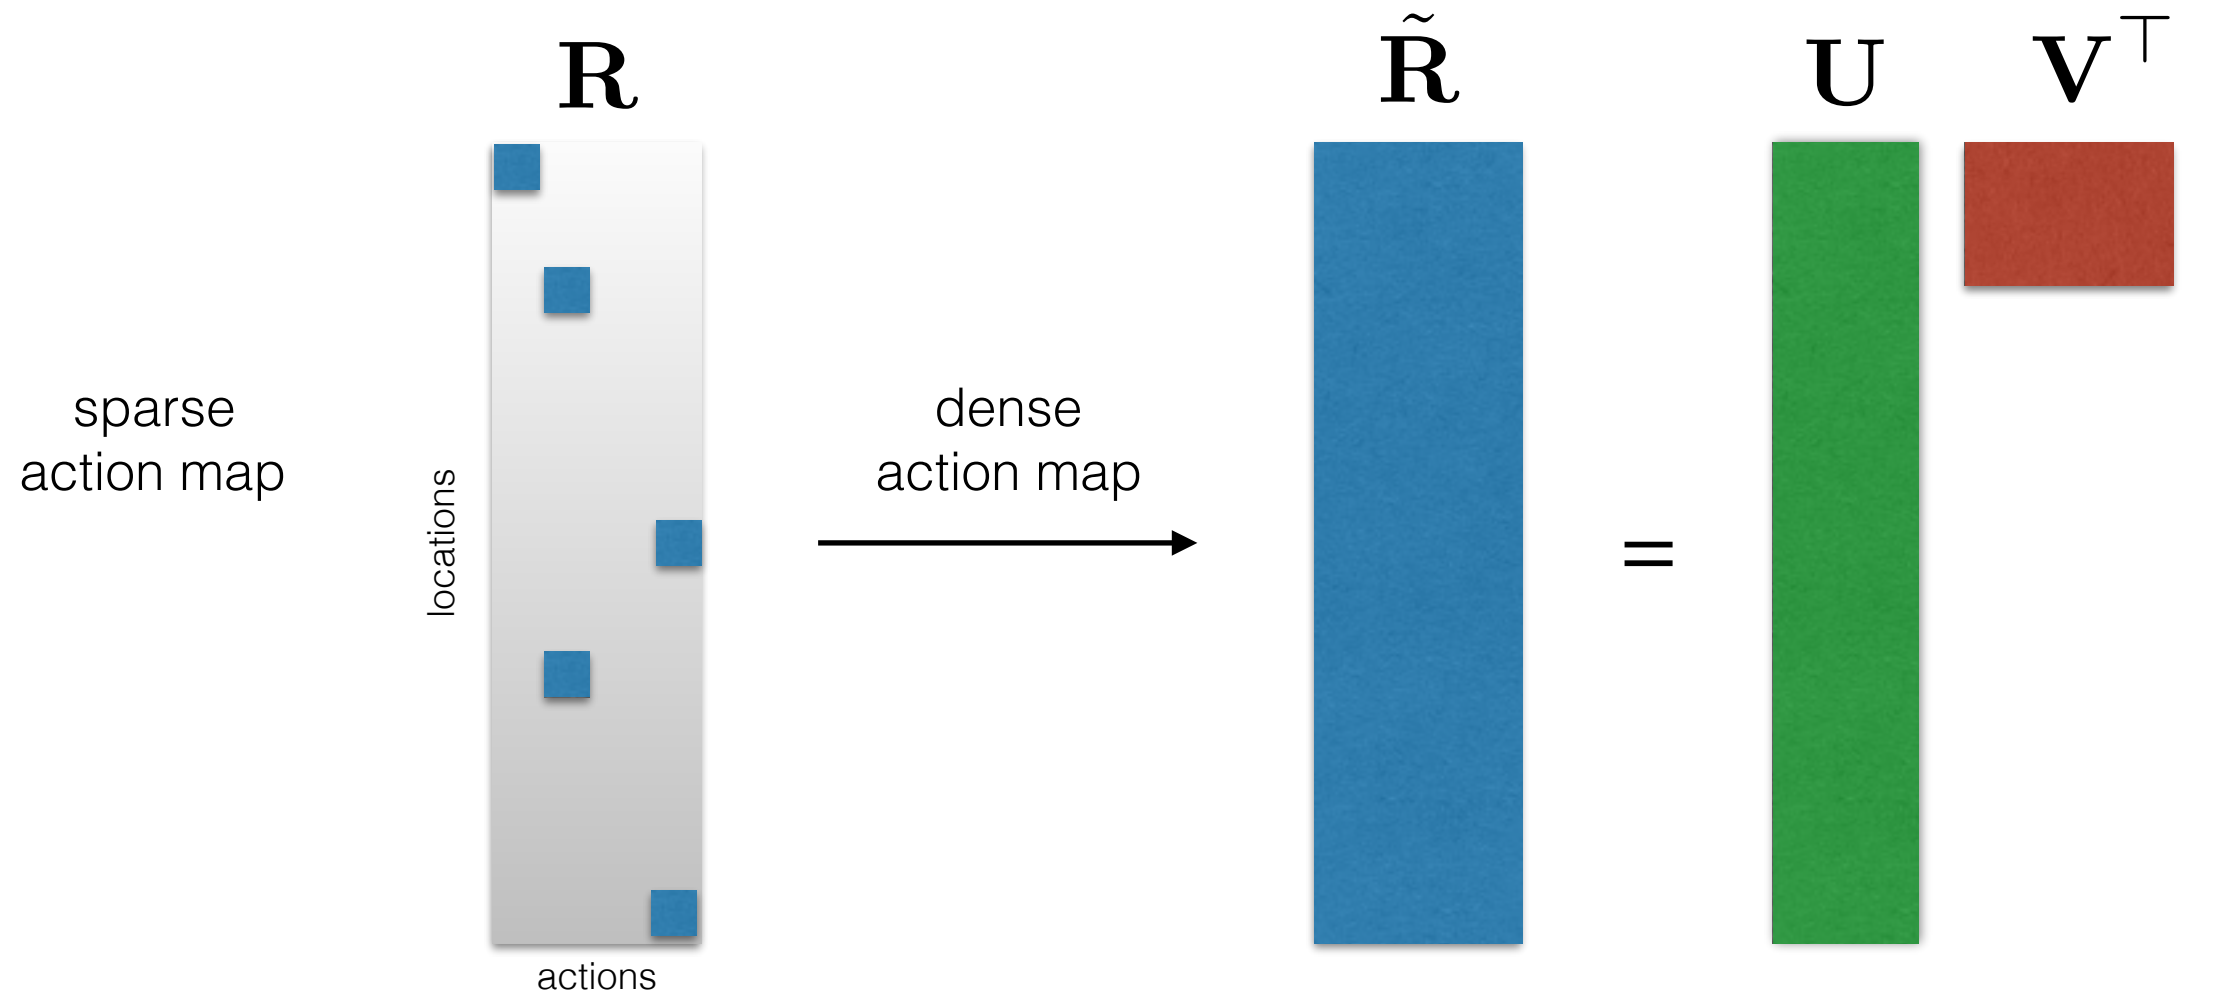 R
R̃
U
V⊤
sparse
action map
dense
action map
locations
=
actions